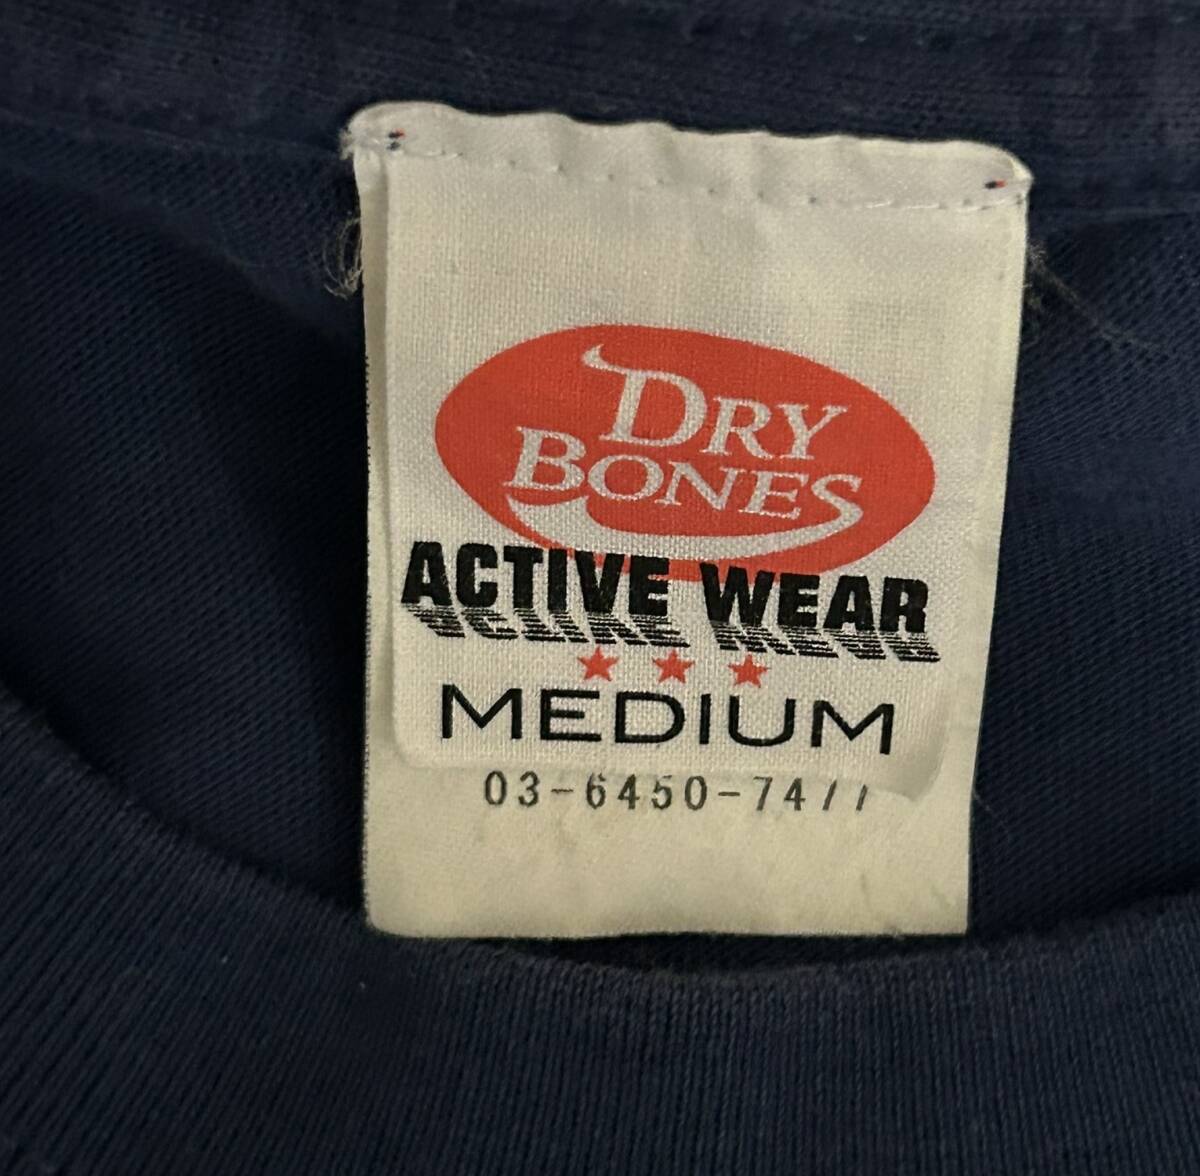 DRY
BONES
ACTIVE WEAR
MEDIUM
03-6450-7477